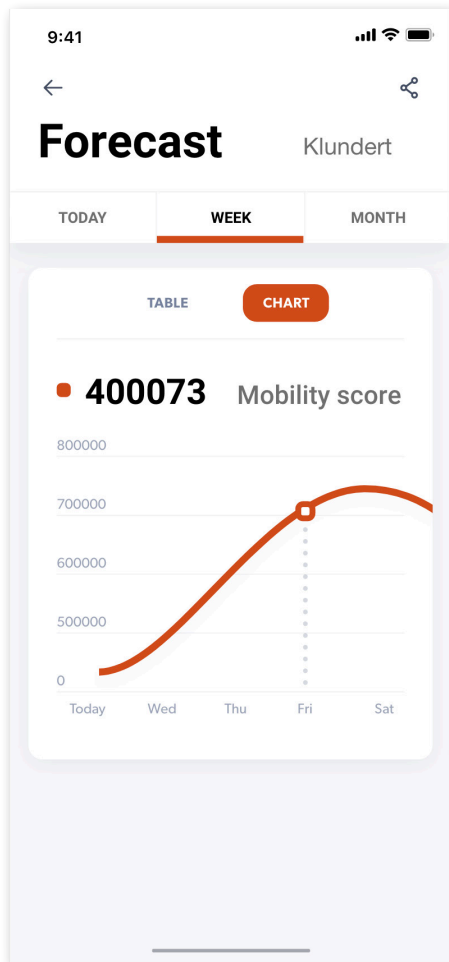 9:41
Forecast Klundert
TODAY WEEK MONTH
TABLE CHART
400073 Mobility score
800000
700000
600000
500000
0
Today Wed Thu Fri Sat